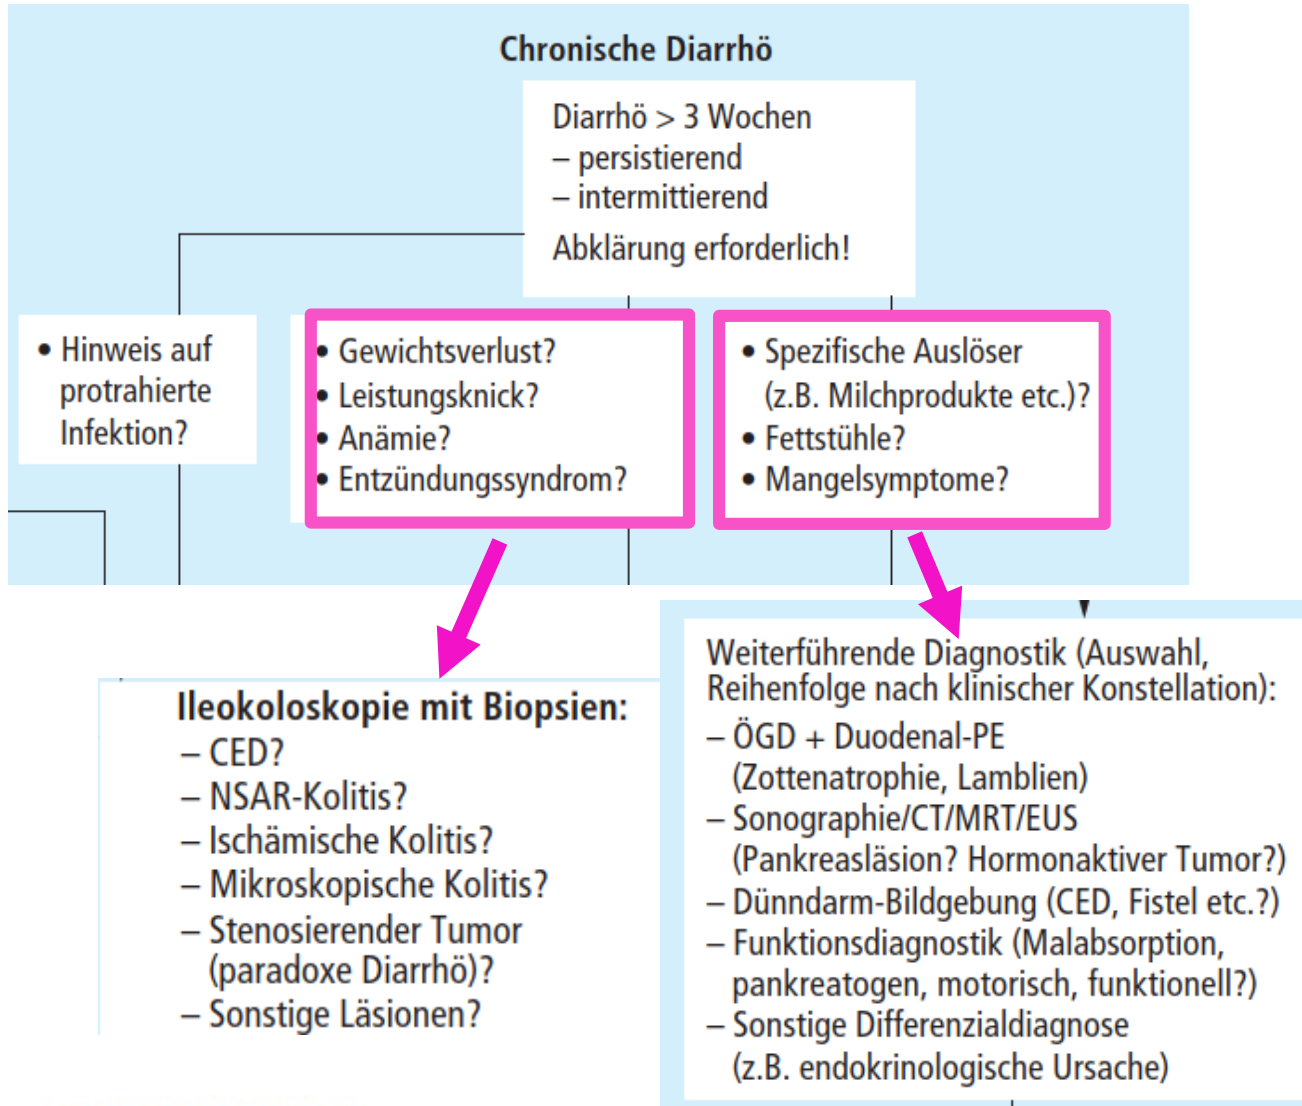 Chronische Diarrhö
Diarrhö > 3 Wochen
– persistierend
– intermittierend
Abklärung erforderlich!
• Hinweis auf
protrahierte
Infektion?
• Gewichtsverlust?
• Leistungsknick?
• Anämie?
• Entzündungssyndrom?
• Spezifische Auslöser
(z.B. Milchprodukte etc.)?
• Fettstühle?
• Mangelsymptome?
Ileokoloskopie mit Biopsien:
– CED?
– NSAR-Kolitis?
– Ischämische Kolitis?
– Mikroskopische Kolitis?
– Stenosierender Tumor
(paradoxe Diarrhö)?
– Sonstige Läsionen?
Weiterführende Diagnostik (Auswahl,
Reihenfolge nach klinischer Konstellation):
– ÖGD + Duodenal-PE
(Zottenatrophie, Lamblien)
– Sonographie/CT/MRT/EUS
(Pankreasläsion? Hormonaktiver Tumor?)
– Dünndarm-Bildgebung (CED, Fistel etc.?)
– Funktionsdiagnostik (Malabsorption,
pankreatogen, motorisch, funktionell?)
– Sonstige Differenzialdiagnose
(z.B. endokrinologische Ursache)